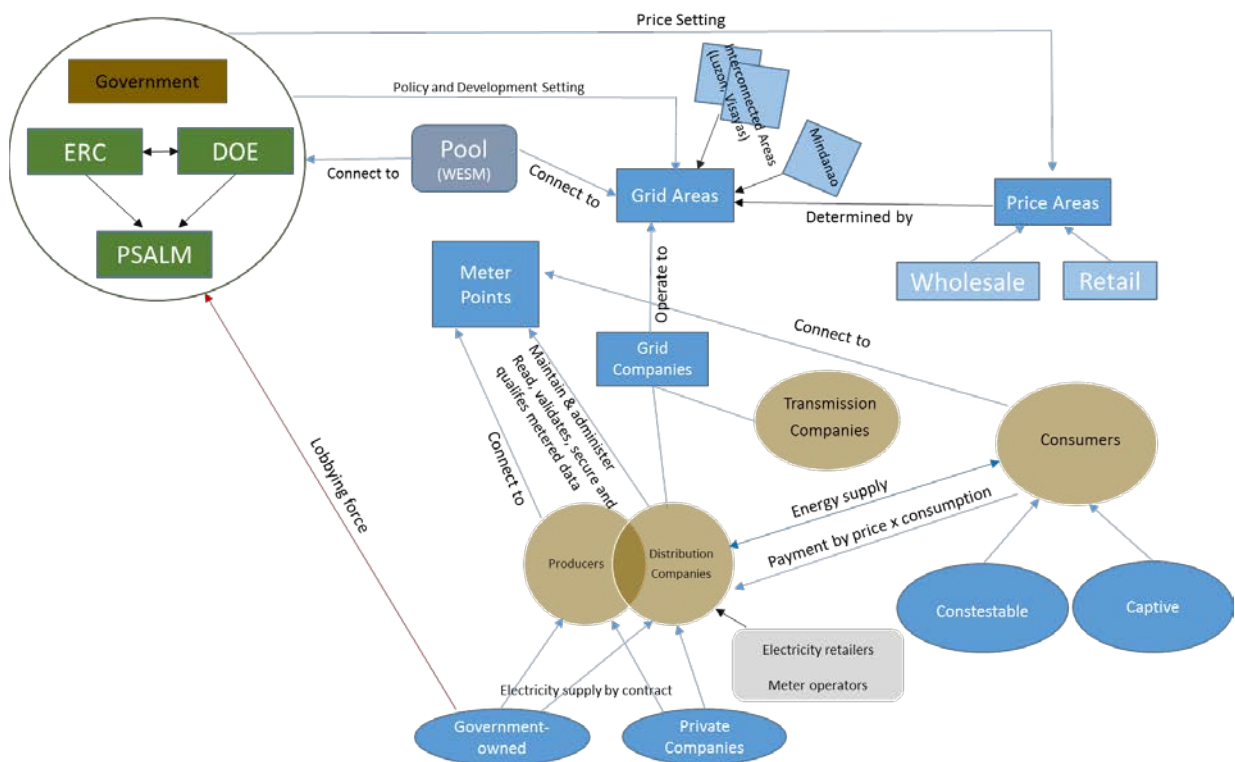 Price Setting
Government
Policy and Development Setting
Interconnected Areas
(Luzon, Visayas)
Mindanao
ERC
DOE
Pool
(WESM)
Connect to
Connect to
Grid Areas
Determined by
Price Areas
PSALM
Wholesale
Retail
Meter
Points
Operate to
Connect to
Grid
Companies
Maintain & administer
Read, validates, secure and
qualifes metered data
Transmission
Companies
Consumers
Connect to
Lobbying force
Energy supply
Payment by price x consumption
Producers
Distribution
Companies
Constestable
Captive
Electricity retailers
Meter operators
Electricity supply by contract
Government-
owned
Private
Companies